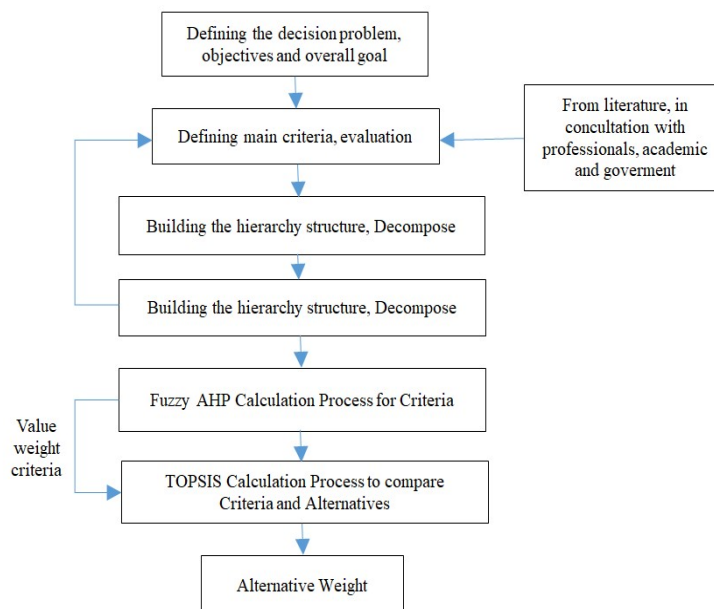 Defining the decision problem,
objectives and overall goal
From literature, in
concultation with
professionals, academic
and goverment
Defining main criteria, evaluation
Building the hierarchy structure, Decompose
Building the hierarchy structure, Decompose
Fuzzy AHP Calculation Process for Criteria
Value
weight
criteria
TOPSIS Calculation Process to compare
Criteria and Alternatives
Alternative Weight